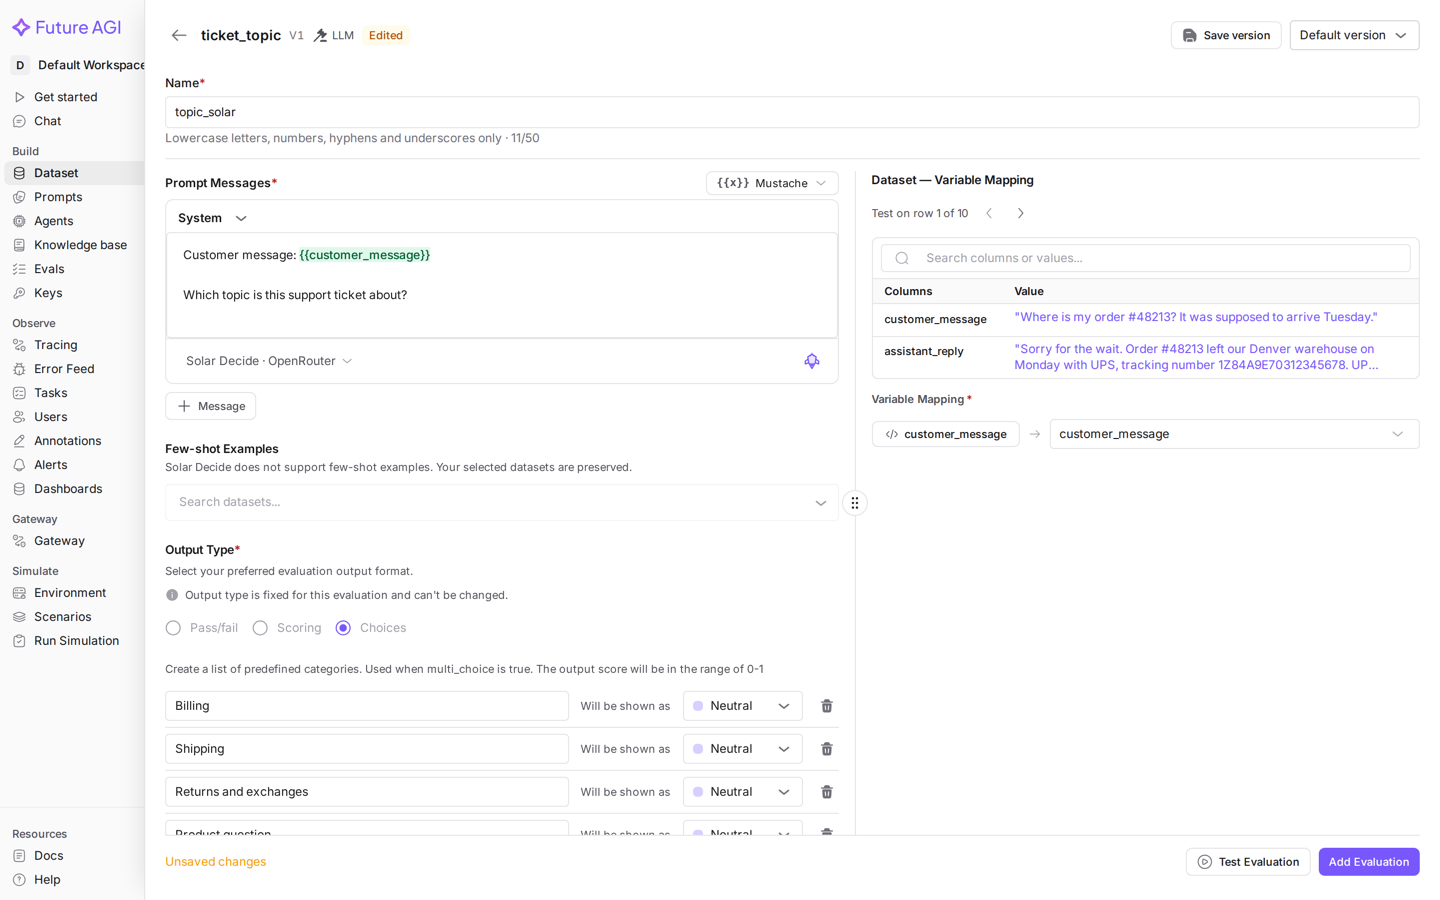 Future AGI
D Default Workspace
Get started
Chat
Build
Dataset
Prompts
Agents
Knowledge base
Evals
Keys
Observe
Tracing
Error Feed
Tasks
Users
Annotations
Alerts
Dashboards
Gateway
Gateway
Simulate
Environment
Scenarios
Run Simulation
Resources
Docs
Help
ticket_topic V1 LLM Edited
Save version
Default version
Name*
topic_solar
Lowercase letters, numbers, hyphens and underscores only · 11/50
Prompt Messages*
{{x}} Mustache
System
Customer message: {{customer_message}}
Which topic is this support ticket about?
Solar Decide · OpenRouter
Message
Few-shot Examples
Solar Decide does not support few-shot examples. Your selected datasets are preserved.
Search datasets...
Output Type*
Select your preferred evaluation output format.
Output type is fixed for this evaluation and can't be changed.
Pass/fail Scoring Choices
Create a list of predefined categories. Used when multi_choice is true. The output score will be in the range of 0-1
Billing Will be shown as Neutral
Shipping Will be shown as Neutral
Returns and exchanges Will be shown as Neutral
Product question Will be shown as Neutral
Dataset — Variable Mapping
Test on row 1 of 10
Search columns or values...
Columns Value
customer_message "Where is my order #48213? It was supposed to arrive Tuesday."
assistant_reply "Sorry for the wait. Order #48213 left our Denver warehouse on
Monday with UPS, tracking number 1Z84A9E70312345678. UP...
Variable Mapping *
customer_message → customer_message
Unsaved changes
Test Evaluation
Add Evaluation